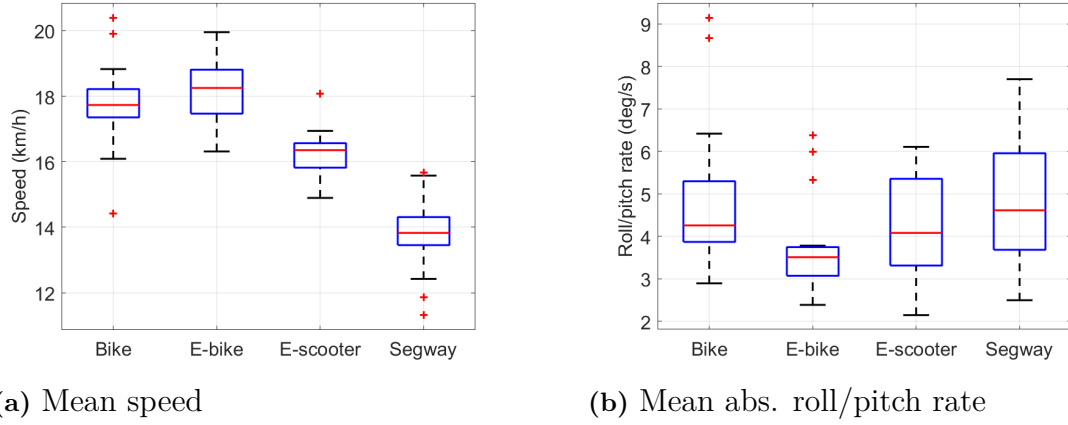 20
18
16
14
12
Speed (km/h)
Bike E-bike E-scooter Segway
9
8
7
6
5
4
3
2
Roll/pitch rate (deg/s)
Bike E-bike E-scooter Segway
(a) Mean speed
(b) Mean abs. roll/pitch rate